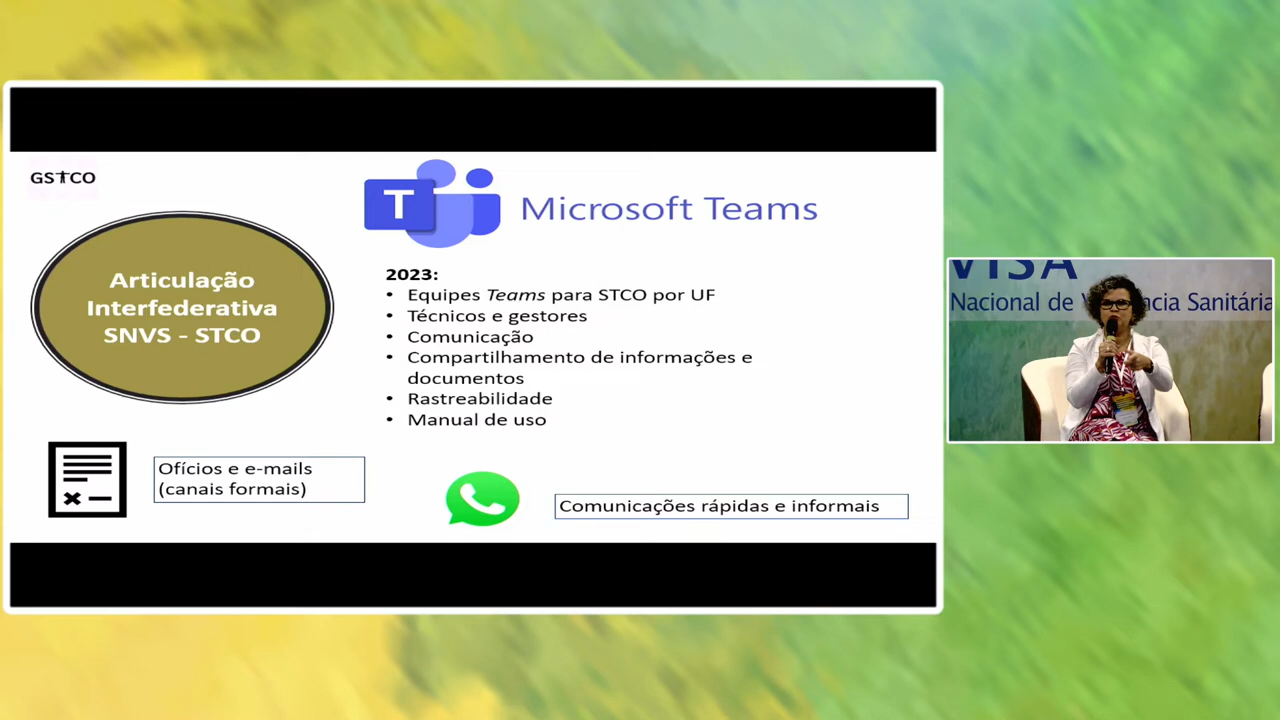 GSTCO
Articulação
Interfederativa
SNVS - STCO
T
Microsoft Teams
2023:
• Equipes Teams para STCO por UF
• Técnicos e gestores
• Comunicação
• Compartilhamento de informações e
documentos
• Rastreabilidade
• Manual de uso
Ofícios e e-mails
(canais formais)
Comunicações rápidas e informais
VISA
Nacional de V ncia Sanitária